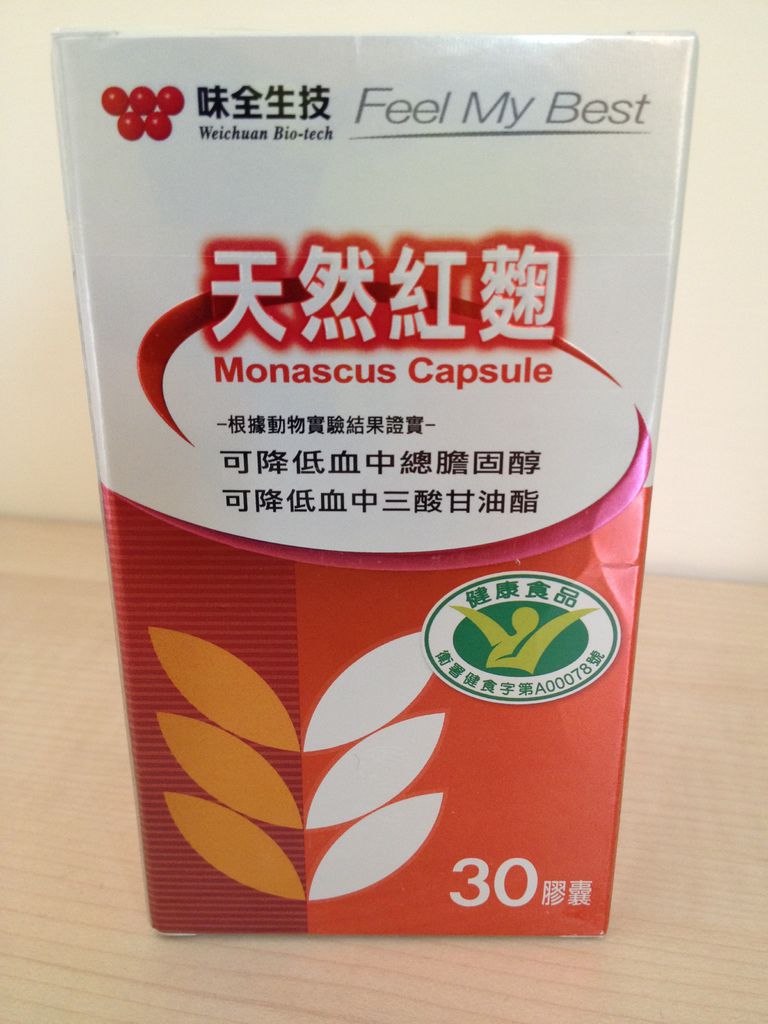 味全生技 Feel My Best
Weichuan Bio-tech
天然紅麴
Monascus Capsule
–根據動物實驗結果證實–
可降低血中總膽固醇
可降低血中三酸甘油酯
健康食品
衛署健食字第A00078號
30膠囊